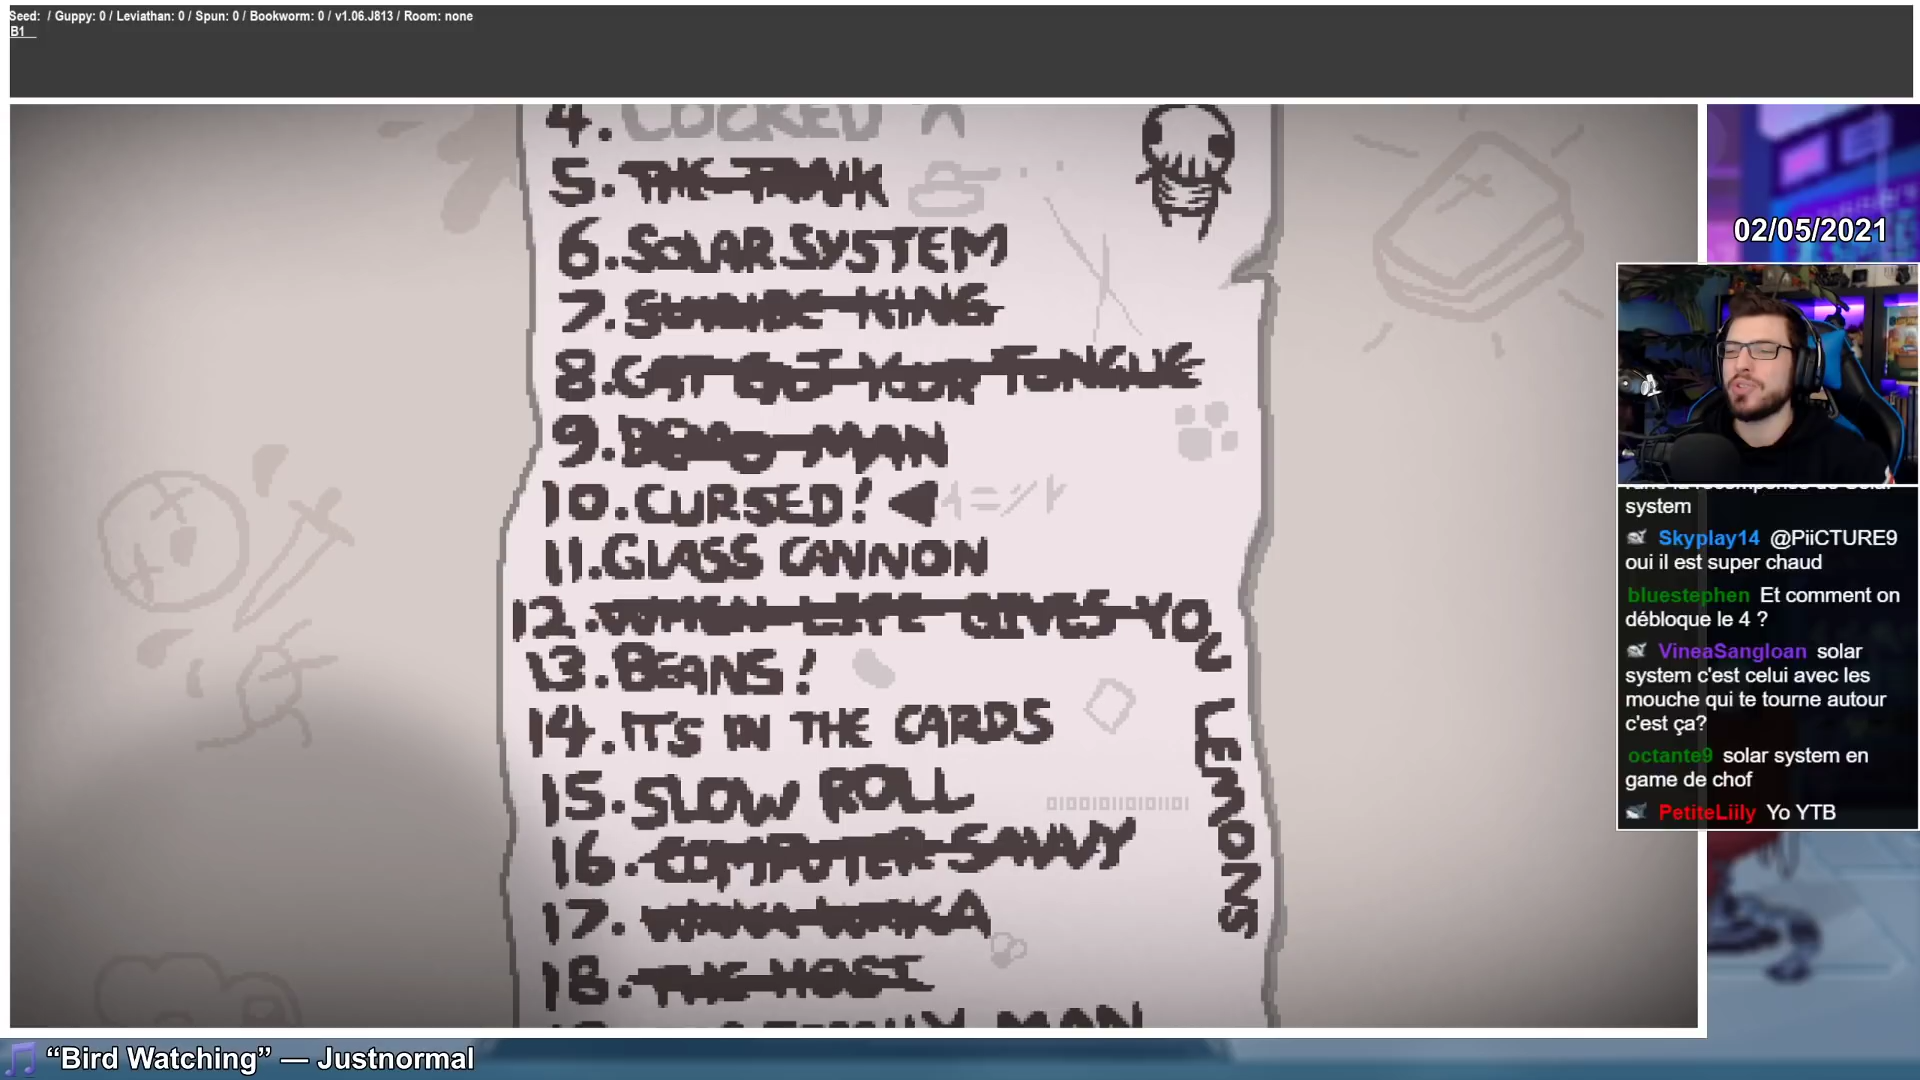 Seed: / Guppy: 0 / Leviathan: 0 / Spun: 0 / Bookworm: 0 / v1.06.J813 / Room: none
B1
4. LOCKED
5. THE TANK
6. SOLAR SYSTEM
7. SUICIDE KING
8. CAT GOT YOUR TONGUE
9. DEMO MAN
10. CURSED!
11. GLASS CANNON
12. WHEN LIFE GIVES YOU LEMONS
13. BEANS!
14. IT'S IN THE CARDS
15. SLOW ROLL
16. COMPUTER SAVVY
17. WAKA WAKA
18. THE HOST
MAN
01001011010101101
02/05/2021
system
Skyplay14 @PiiCTURE9
oui il est super chaud
bluestephen Et comment on
débloque le 4 ?
VineaSangloan solar
system c'est celui avec les
mouche qui te tourne autour
c'est ça?
octante9 solar system en
game de chof
PetiteLiily Yo YTB
“Bird Watching” — Justnormal